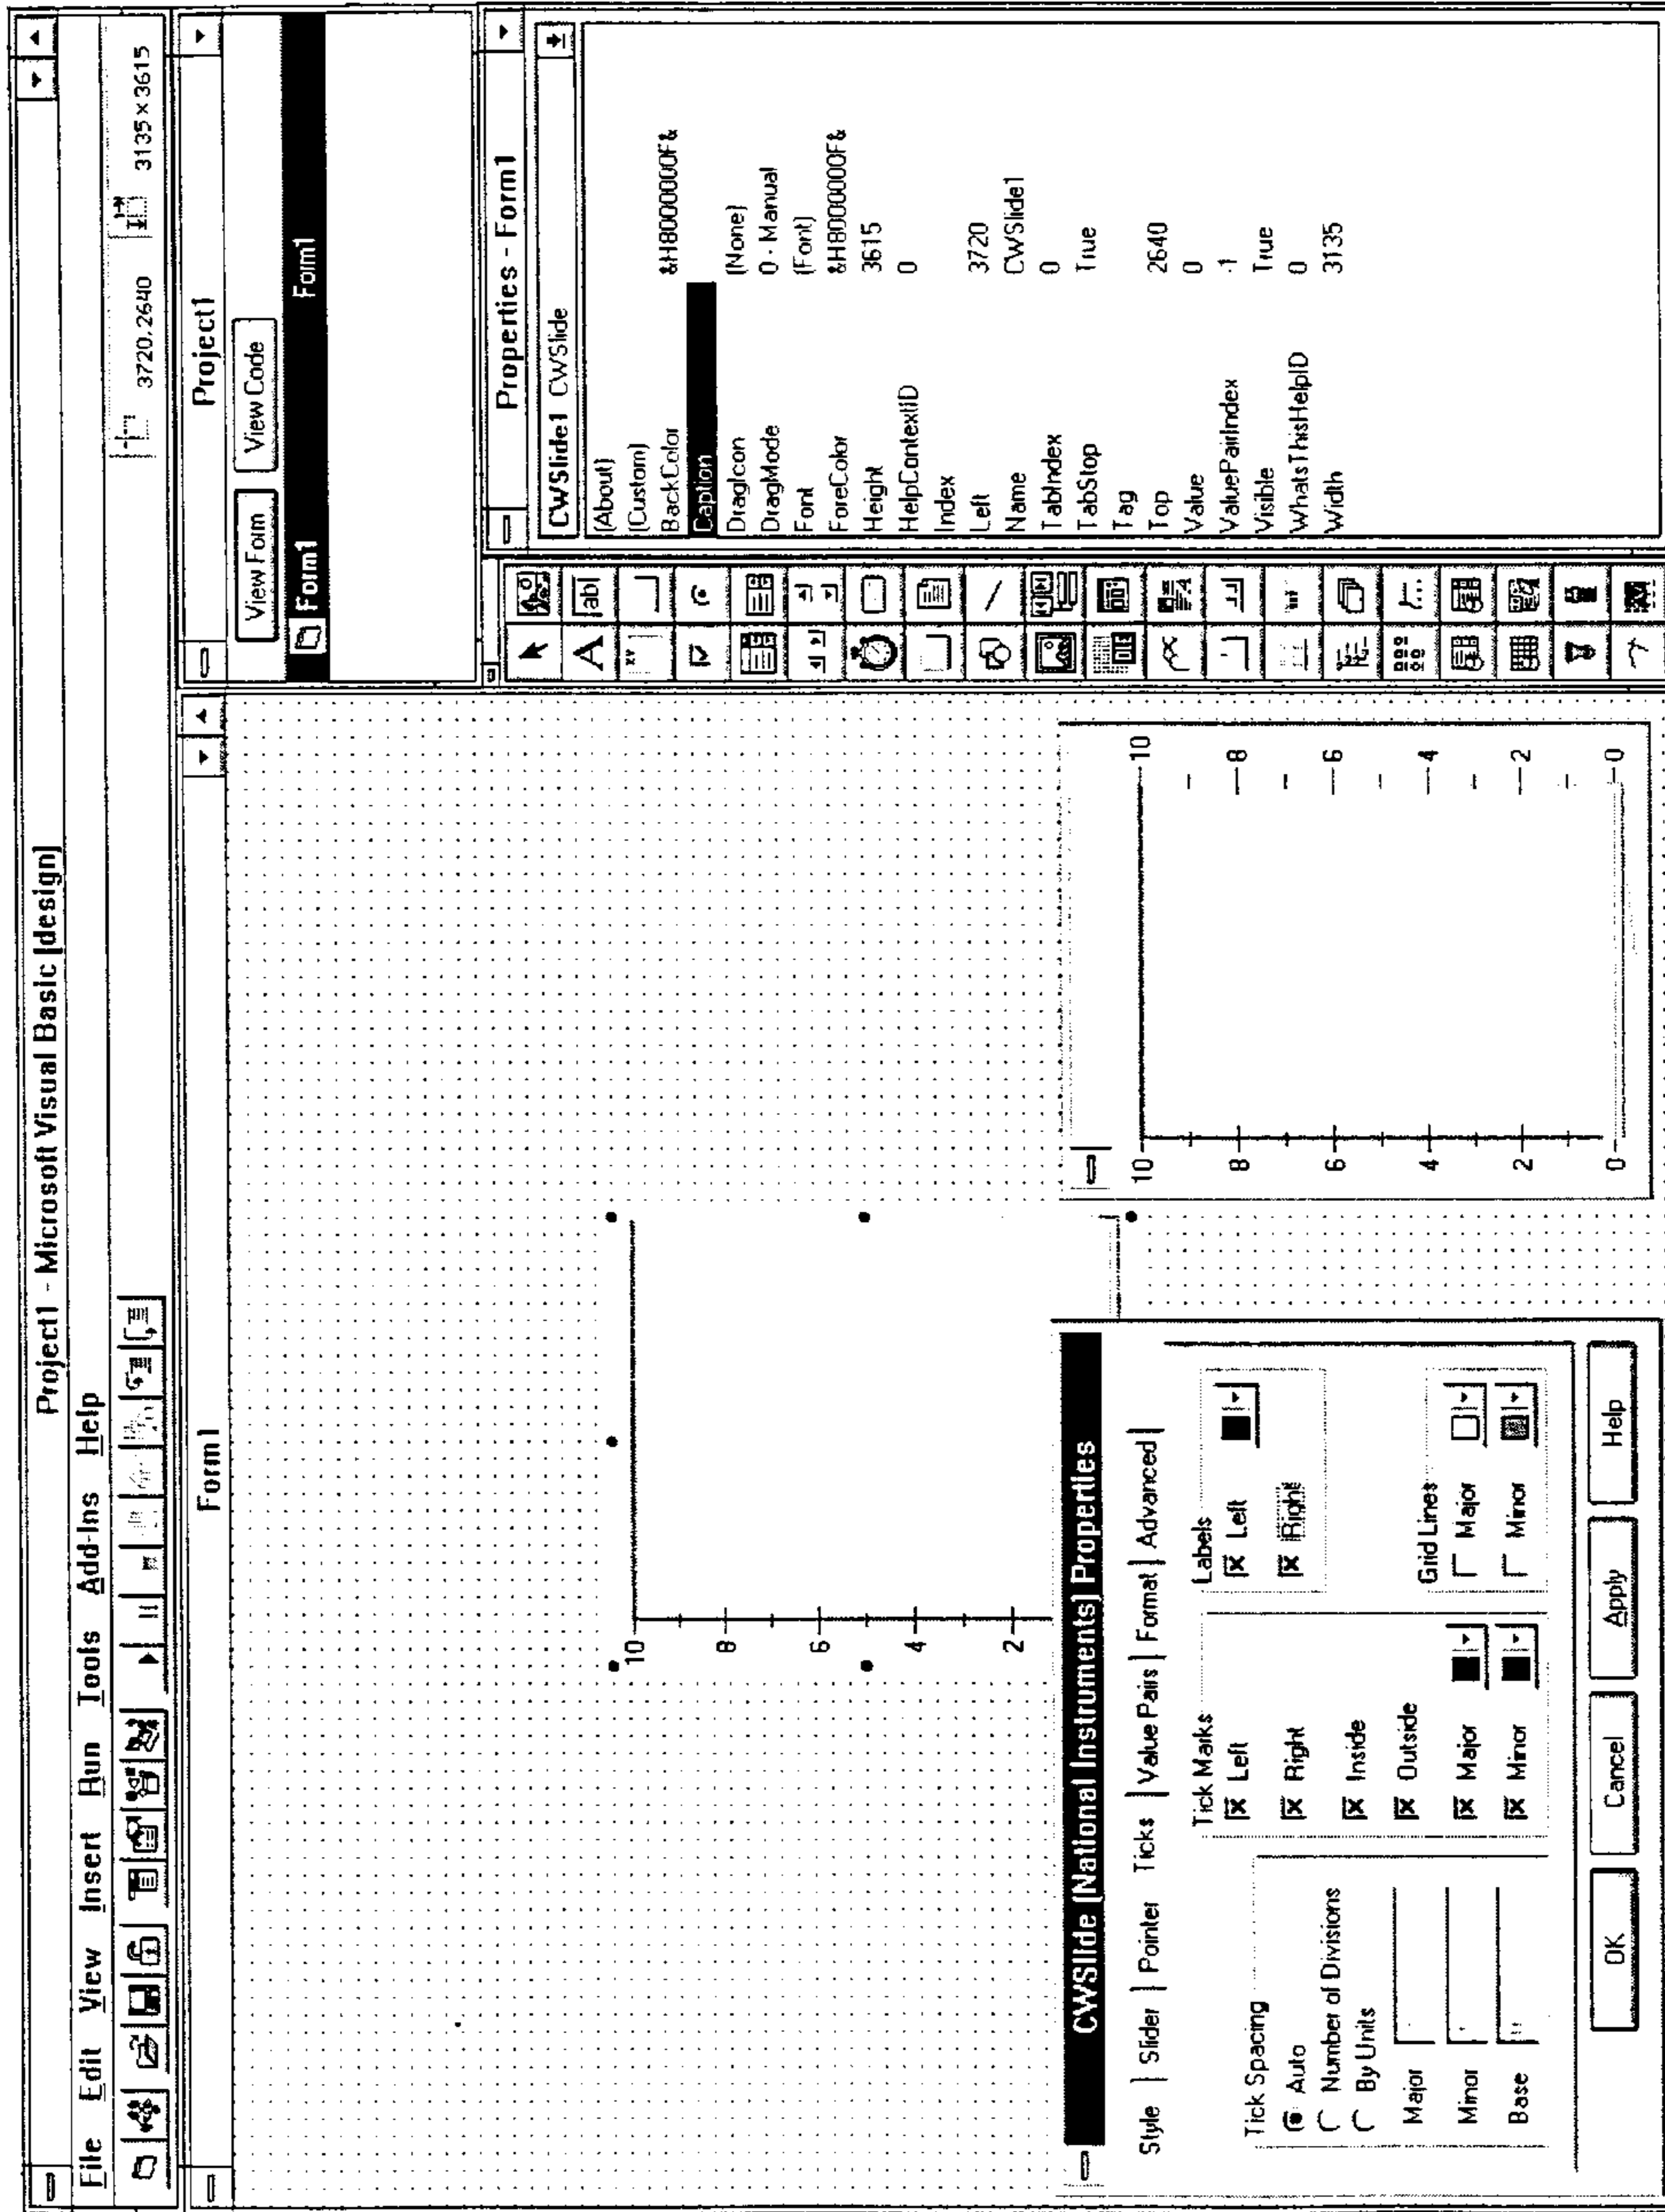 Project1 - Microsoft Visual Basic [design]
File Edit View Insert Run Tools Add-Ins Help
3720,2640 3135 × 3615
Form1
10
8
6
4
2
Project1
View Form View Code
Form1 Form1
Properties - Form1
CWSlide1 CWSlide
(About)
(Custom)
BackColor &H8000000F&
Caption
DragIcon (None)
DragMode 0 - Manual
Font (Font)
ForeColor &H8000000F&
Height 3615
HelpContextID 0
Index
Left 3720
Name CWSlide1
TabIndex 0
TabStop True
Tag
Top 2640
Value 0
ValuePairIndex -1
Visible True
WhatsThisHelpID 0
Width 3135
A abl
xv
CWSlide (National Instruments) Properties
Style Slider Pointer Ticks Value Pairs Format Advanced
Tick Spacing
Auto
Number of Divisions
By Units
Major
Minor
Base
Tick Marks
Left
Right
Inside
Outside
Major
Minor
Labels
Left
Right
Grid Lines
Major
Minor
OK Cancel Apply Help
10 10
8 8
6 6
4 4
2 2
0 0